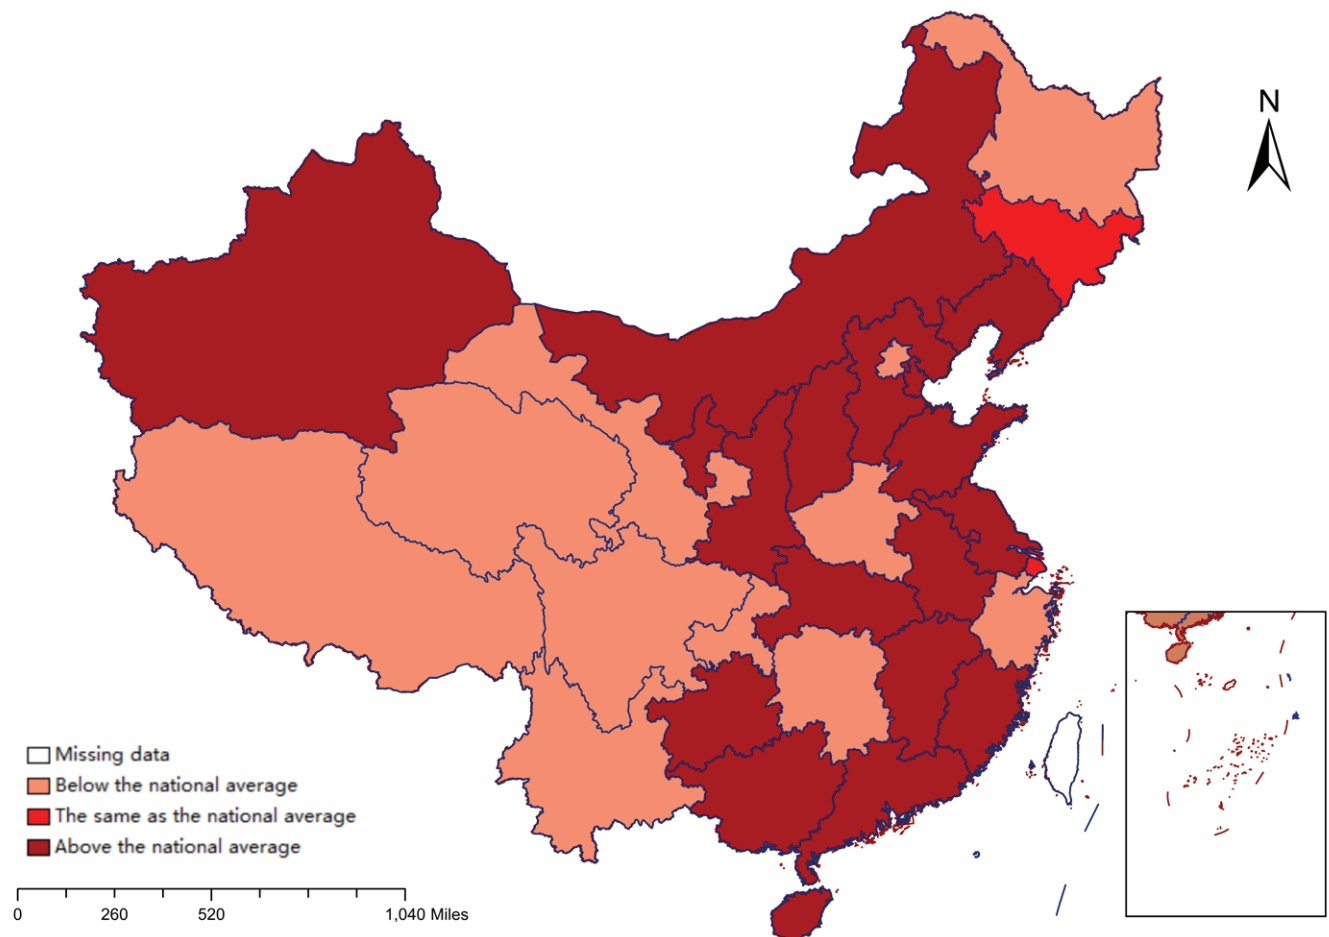 N
Missing data
Below the national average
The same as the national average
Above the national average
0 260 520 1,040 Miles